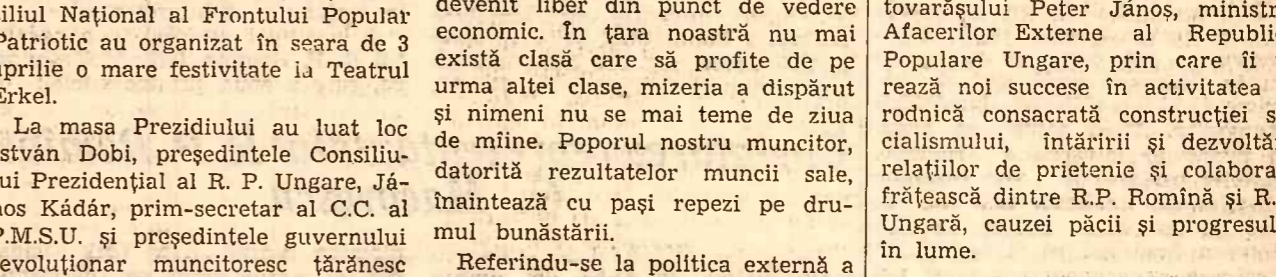 siliul Național al Frontului Popular
Patriotic au organizat în seara de 3
aprilie o mare festivitate la Teatrul
Erkel.
La masa Prezidiului au luat loc
István Dobi, președintele Consiliu-
lui Prezidențial al R. P. Ungare, Já-
nos Kádár, prim-secretar al C.C. al
P.M.S.U. și președintele guvernului
revoluționar muncitoresc țărănesc
devenit liber din punct de vedere
economic. În țara noastră nu mai
există clasă care să profite de pe
urma altei clase, mizeria a dispărut
și nimeni nu se mai teme de ziua
de mîine. Poporul nostru muncitor,
datorită rezultatelor muncii sale,
înaintează cu pași repezi pe dru-
mul bunăstării.
Referindu-se la politica externă a
tovarășului Peter János, ministr
Afacerilor Externe al Republi
Populare Ungare, prin care îi
rează noi succese în activitatea
rodnică consacrată construcției s
cialismului, întăririi și dezvoltăr
relațiilor de prietenie și colabora
frățească dintre R.P. Romînă și R.
Ungară, cauzei păcii și progresul
în lume.